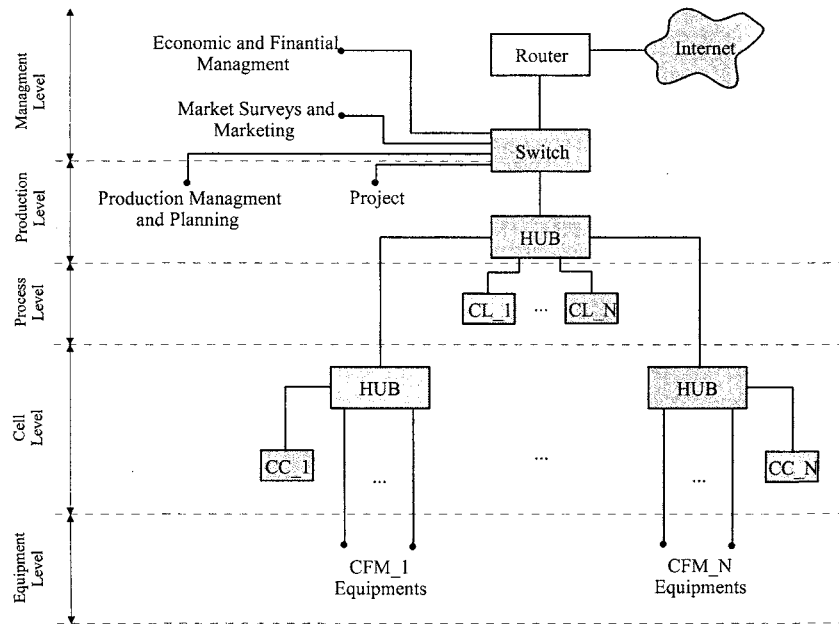 Managment
Level
Economic and Finantial
Managment
Router
Internet
Market Surveys and
Marketing
Switch
Production
Level
Production Managment
and Planning
Project
HUB
Process
Level
CL_1
...
CL_N
Cell
Level
HUB
HUB
CC_1
...
...
...
CC_N
Equipment
Level
CFM_1
Equipments
CFM_N
Equipments